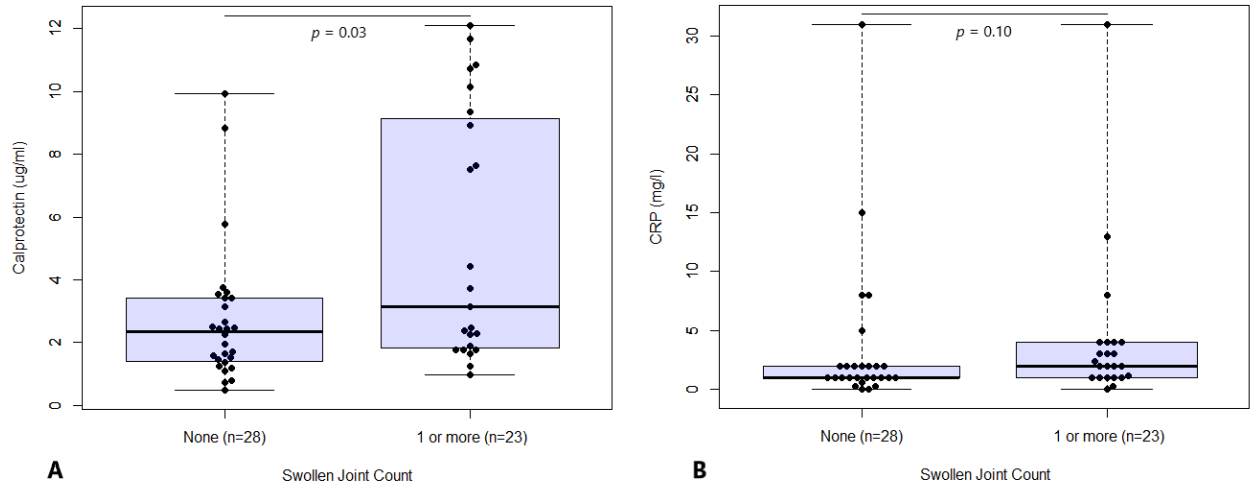 p = 0.03
12
10
8
6
4
2
0
Calprotectin (ug/ml)
None (n=28)
1 or more (n=23)
A
Swollen Joint Count
p = 0.10
30
25
20
15
10
5
0
CRP (mg/l)
None (n=28)
1 or more (n=23)
B
Swollen Joint Count